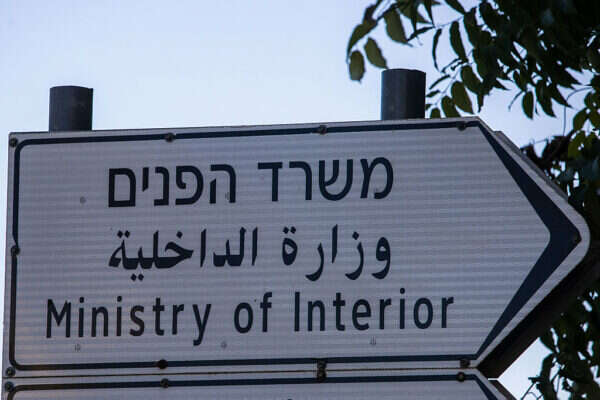 משרד הפנים
وزارة الداخلية
Ministry of Interior